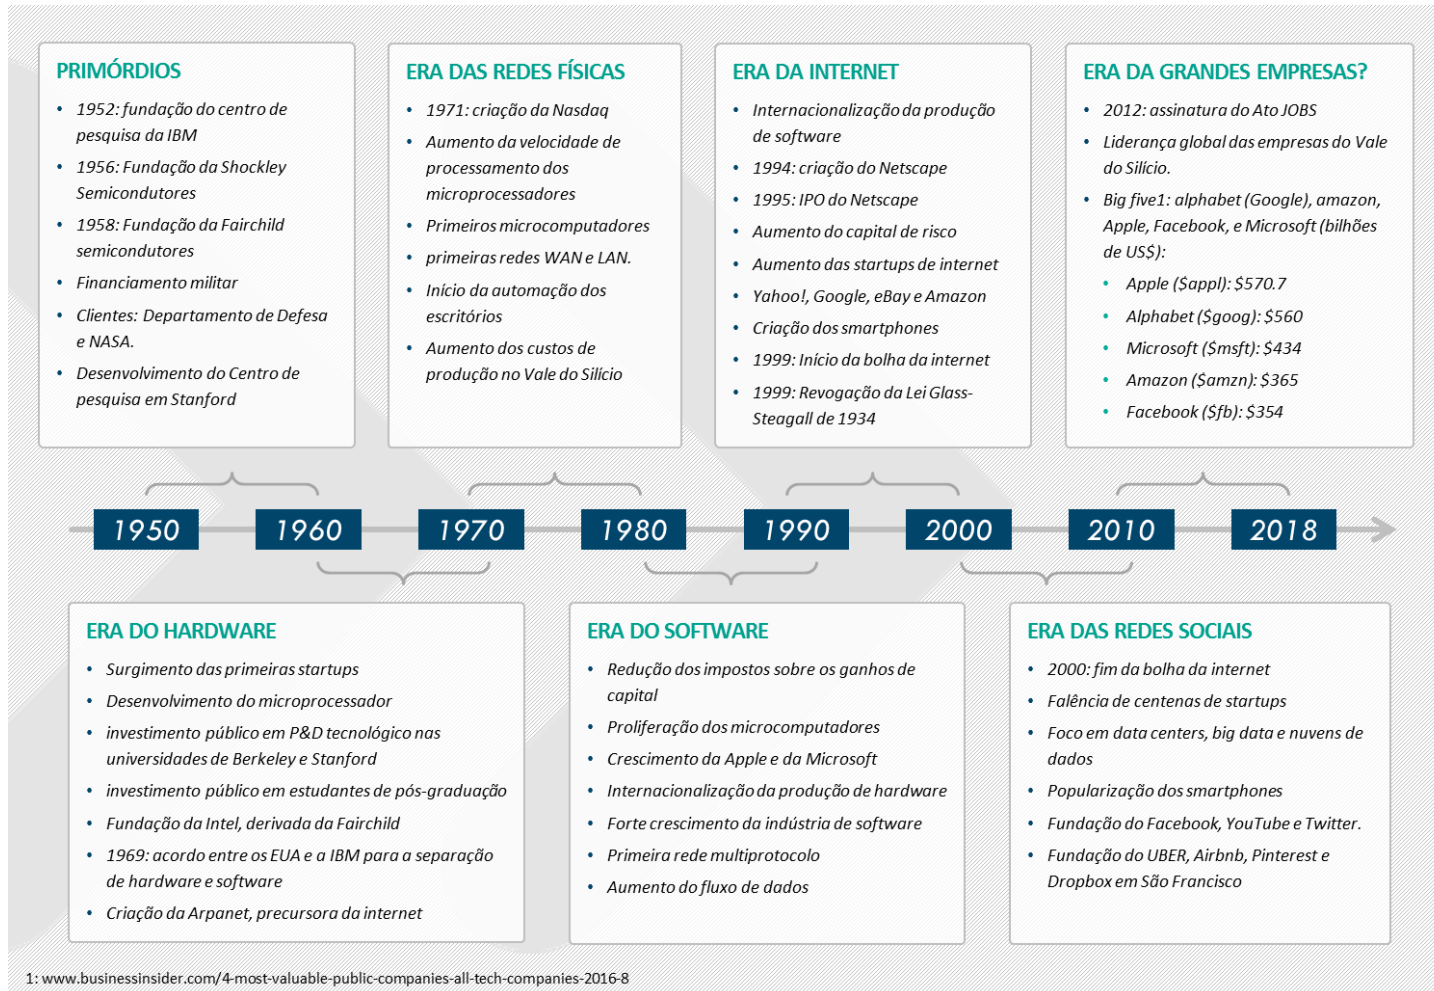 PRIMÓRDIOS
• 1952: fundação do centro de
pesquisa da IBM
• 1956: Fundação da Shockley
Semicondutores
• 1958: Fundação da Fairchild
semicondutores
• Financiamento militar
• Clientes: Departamento de Defesa
e NASA.
• Desenvolvimento do Centro de
pesquisa em Stanford
ERA DAS REDES FÍSICAS
• 1971: criação da Nasdaq
• Aumento da velocidade de
processamento dos
microprocessadores
• Primeiros microcomputadores
• primeiras redes WAN e LAN.
• Início da automação dos
escritórios
• Aumento dos custos de
produção no Vale do Silício
ERA DA INTERNET
• Internacionalização da produção
de software
• 1994: criação do Netscape
• 1995: IPO do Netscape
• Aumento do capital de risco
• Aumento das startups de internet
• Yahoo!, Google, eBay e Amazon
• Criação dos smartphones
• 1999: Início da bolha da internet
• 1999: Revogação da Lei Glass-
Steagall de 1934
ERA DA GRANDES EMPRESAS?
• 2012: assinatura do Ato JOBS
• Liderança global das empresas do Vale
do Silício.
• Big five1: alphabet (Google), amazon,
Apple, Facebook, e Microsoft (bilhões
de US$):
• Apple ($appl): $570.7
• Alphabet ($goog): $560
• Microsoft ($msft): $434
• Amazon ($amzn): $365
• Facebook ($fb): $354
1950 1960 1970 1980 1990 2000 2010 2018
ERA DO HARDWARE
• Surgimento das primeiras startups
• Desenvolvimento do microprocessador
• investimento público em P&D tecnológico nas
universidades de Berkeley e Stanford
• investimento público em estudantes de pós-graduação
• Fundação da Intel, derivada da Fairchild
• 1969: acordo entre os EUA e a IBM para a separação
de hardware e software
• Criação da Arpanet, precursora da internet
ERA DO SOFTWARE
• Redução dos impostos sobre os ganhos de
capital
• Proliferação dos microcomputadores
• Crescimento da Apple e da Microsoft
• Internacionalização da produção de hardware
• Forte crescimento da indústria de software
• Primeira rede multiprotocolo
• Aumento do fluxo de dados
ERA DAS REDES SOCIAIS
• 2000: fim da bolha da internet
• Falência de centenas de startups
• Foco em data centers, big data e nuvens de
dados
• Popularização dos smartphones
• Fundação do Facebook, YouTube e Twitter.
• Fundação do UBER, Airbnb, Pinterest e
Dropbox em São Francisco
1: www.businessinsider.com/4-most-valuable-public-companies-all-tech-companies-2016-8